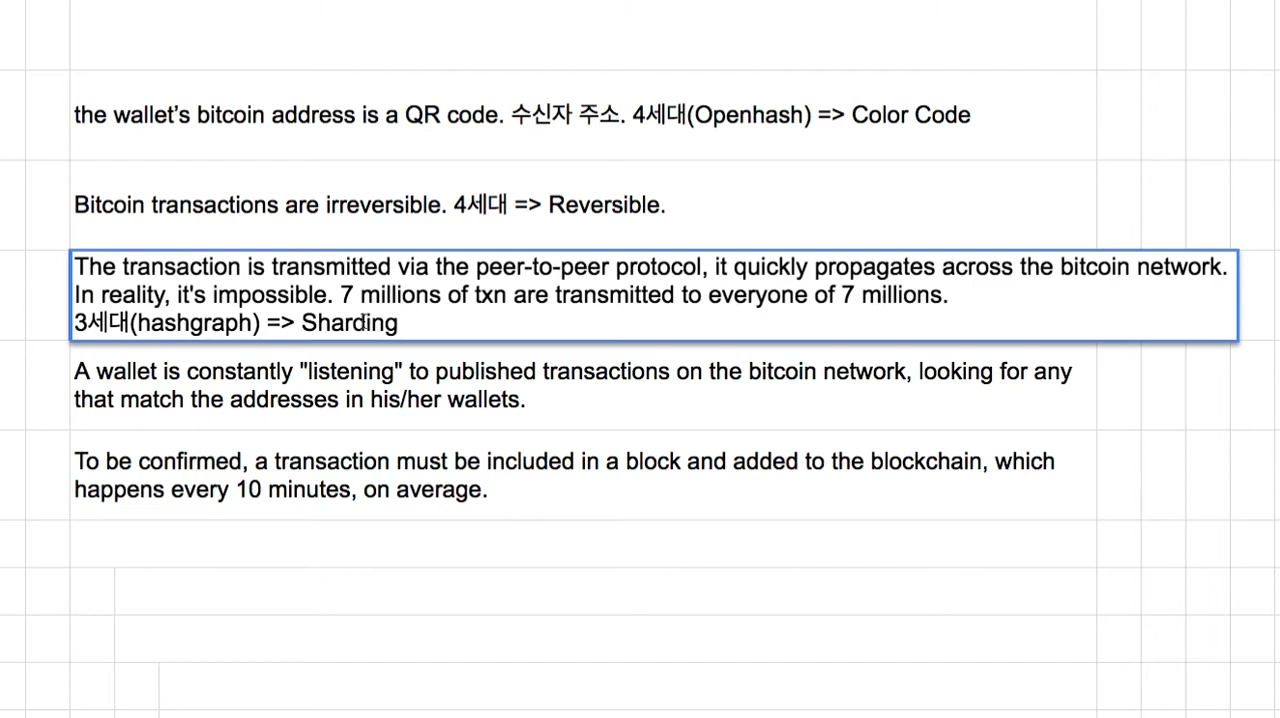 the wallet’s bitcoin address is a QR code. 수신자 주소. 4세대(Openhash) => Color Code
Bitcoin transactions are irreversible. 4세대 => Reversible.
The transaction is transmitted via the peer-to-peer protocol, it quickly propagates across the bitcoin network.
In reality, it's impossible. 7 millions of txn are transmitted to everyone of 7 millions.
3세대(hashgraph) => Sharding
A wallet is constantly "listening" to published transactions on the bitcoin network, looking for any
that match the addresses in his/her wallets.
To be confirmed, a transaction must be included in a block and added to the blockchain, which
happens every 10 minutes, on average.